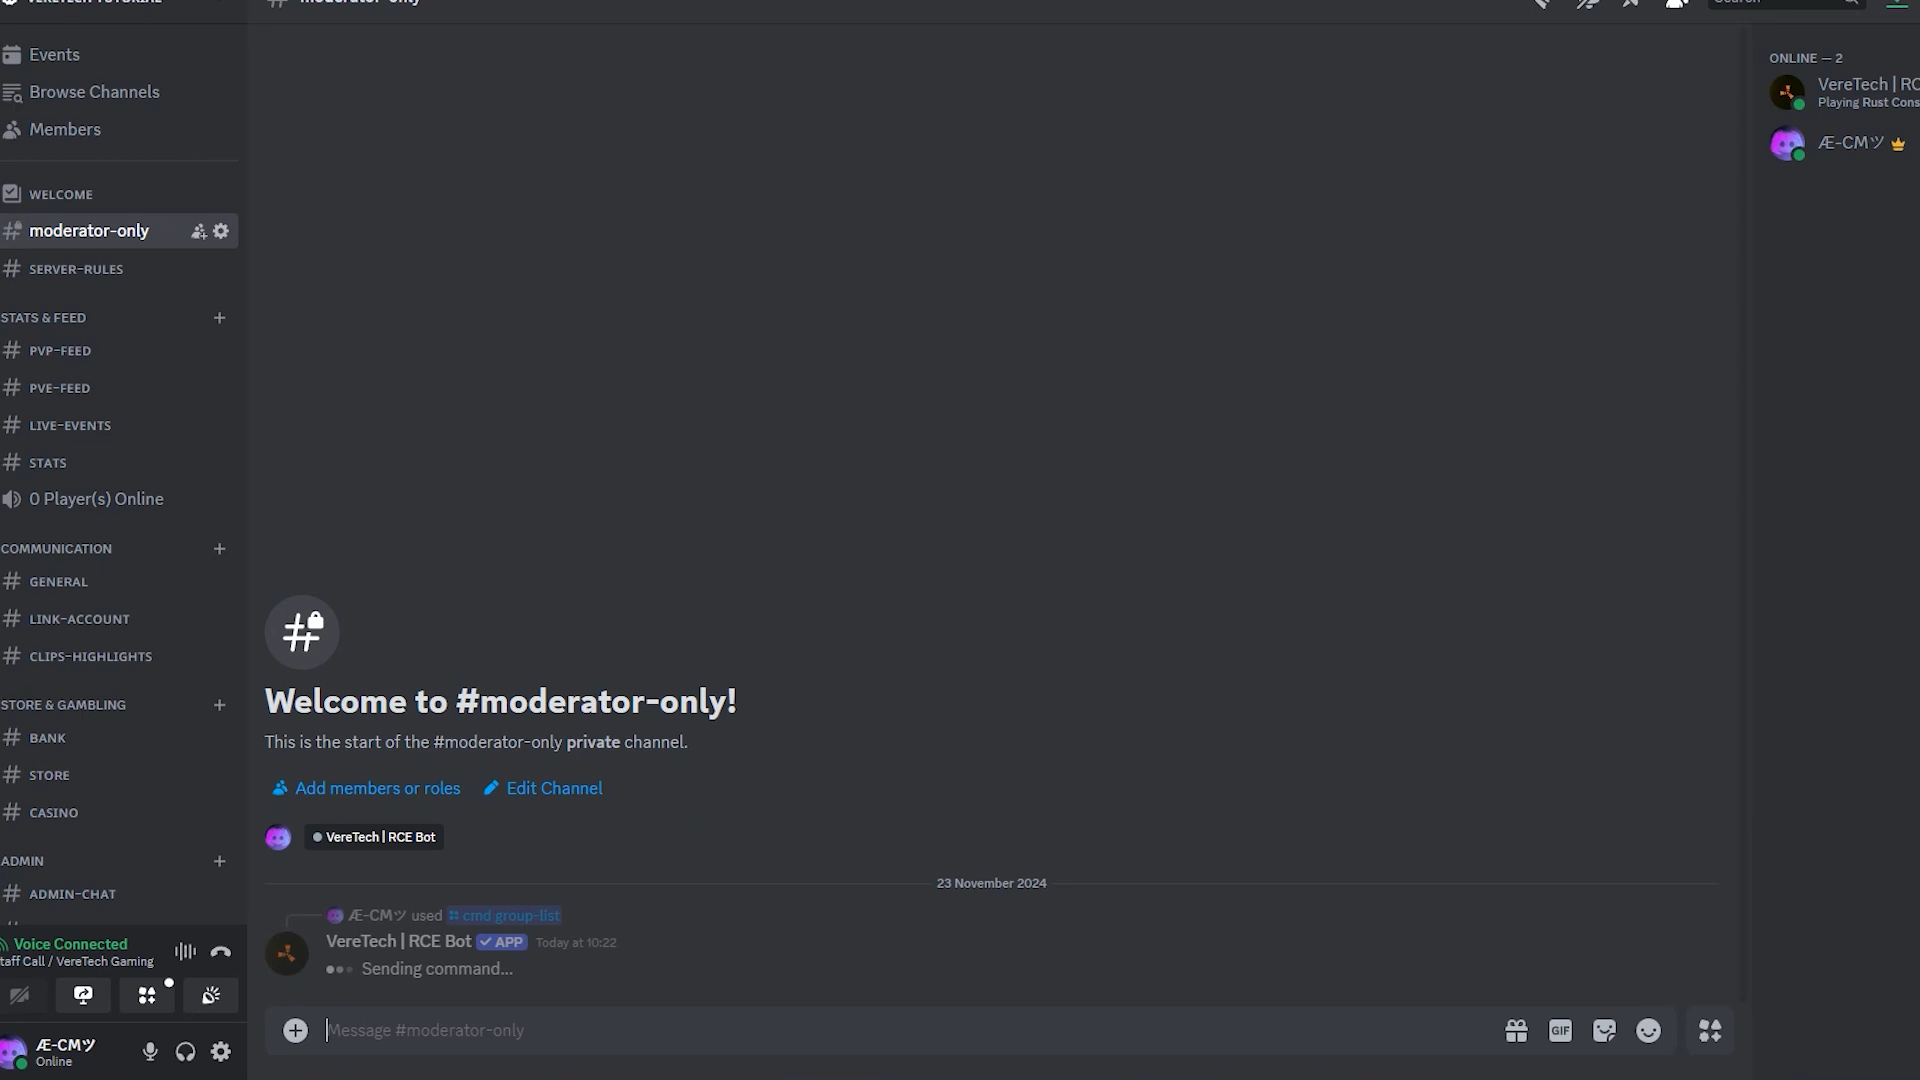 VERETECH TUTORIAL
Events
Browse Channels
Members
WELCOME
moderator-only
SERVER-RULES
STATS & FEED
PVP-FEED
PVE-FEED
LIVE-EVENTS
STATS
0 Player(s) Online
COMMUNICATION
GENERAL
LINK-ACCOUNT
CLIPS-HIGHLIGHTS
STORE & GAMBLING
BANK
STORE
CASINO
ADMIN
ADMIN-CHAT
Voice Connected
taff Call / VereTech Gaming
Æ-CMツ
Online
moderator-only
Search
Welcome to #moderator-only!
This is the start of the #moderator-only private channel.
Add members or roles Edit Channel
VereTech | RCE Bot
23 November 2024
Æ-CMツ used cmd group-list
VereTech | RCE Bot APP Today at 10:22
Sending command...
Message #moderator-only
GIF
ONLINE — 2
VereTech | RC
Playing Rust Cons
Æ-CMツ